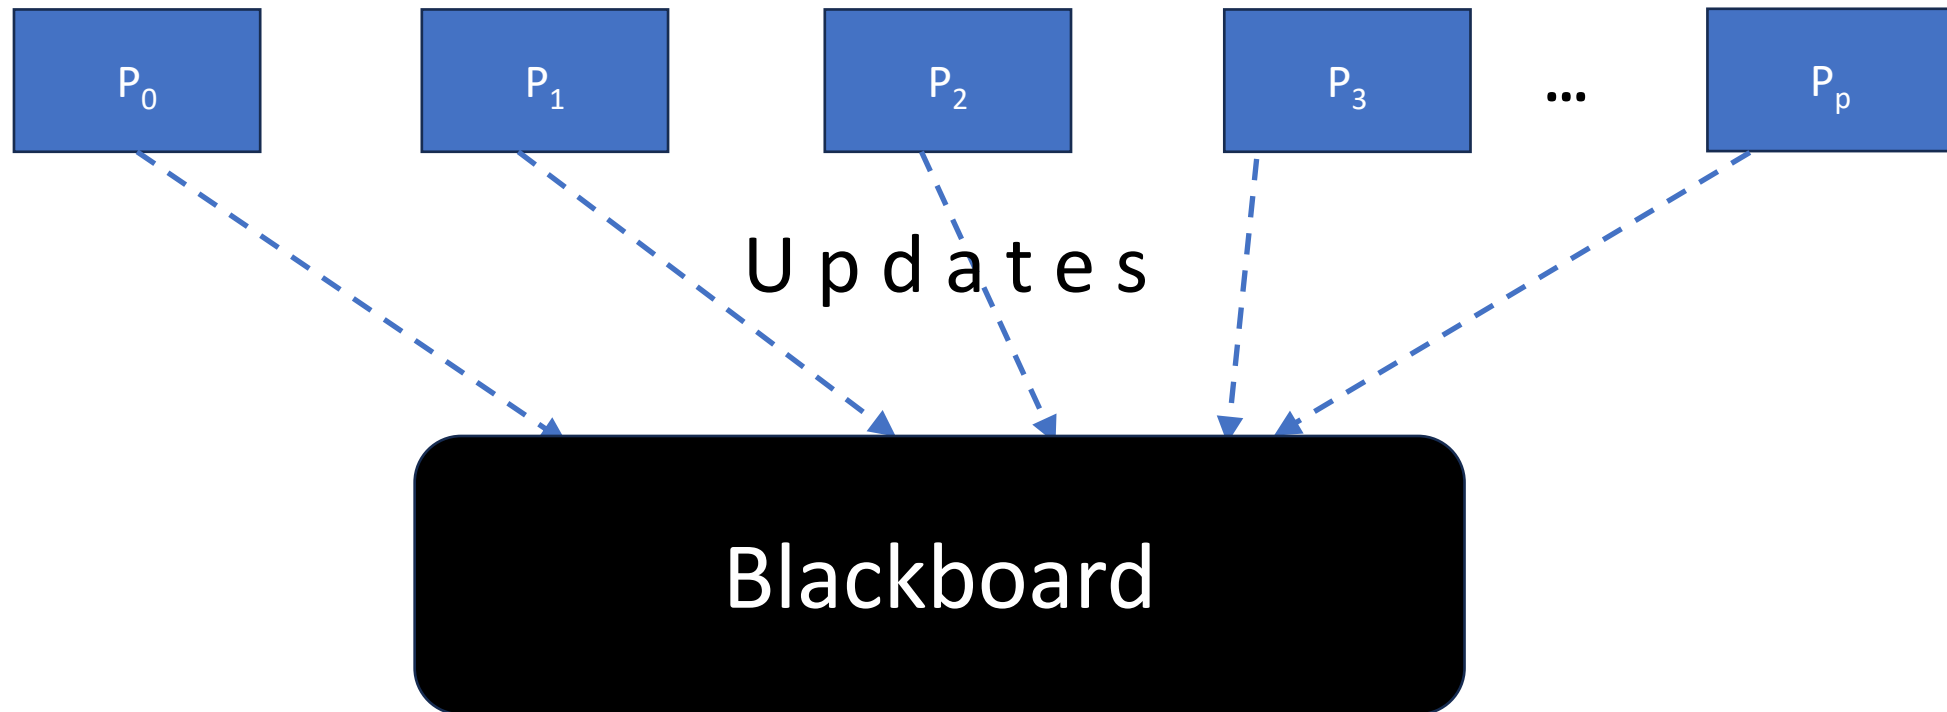 P₀ P₁ P₂ P₃ ... Pₚ
Updates
Blackboard